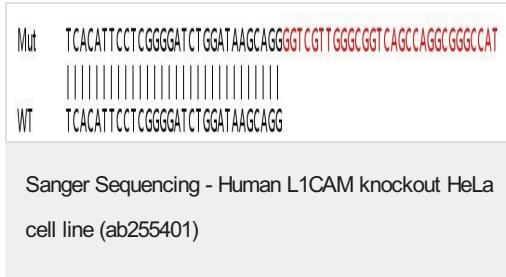 Mut TCACATTCCTCGGGGATCTGGATAAGCAGGGGTCGTTGGGCGGTCAGCCAGGCGGGCCAT
||||||||||||||||||||||||||||||
WT TCACATTCCTCGGGGATCTGGATAAGCAGG
Sanger Sequencing - Human L1CAM knockout HeLa
cell line (ab255401)